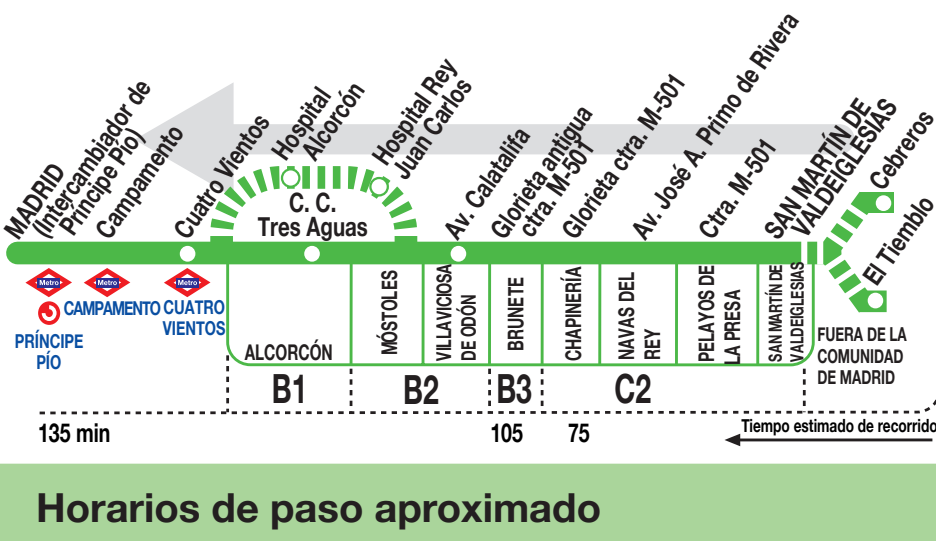 MADRID
(Intercambiador de
Príncipe Pío)
Campamento
Cuatro Vientos
Hospital
Alcorcón
Hospital Rey
Juan Carlos
C. C.
Tres Aguas
Av. Calatalifa
Glorieta antigua
ctra. M-501
Glorieta ctra. M-501
Av. José A. Primo de Rivera
Ctra. M-501
SAN MARTÍN DE
VALDEIGLESIAS
Cebreros
El Tiemblo
Metro
Metro
Metro
PRÍNCIPE
PÍO
CAMPAMENTO
CUATRO
VIENTOS
ALCORCÓN
MÓSTOLES
VILLAVICIOSA
DE ODÓN
BRUNETE
CHAPINERÍA
NAVAS DEL
REY
PELAYOS DE
LA PRESA
SAN MARTÍN DE
VALDEIGLESIAS
FUERA DE LA
COMUNIDAD
DE MADRID
B1
B2
B3
C2
135 min
105
75
Tiempo estimado de recorrido
Horarios de paso aproximado